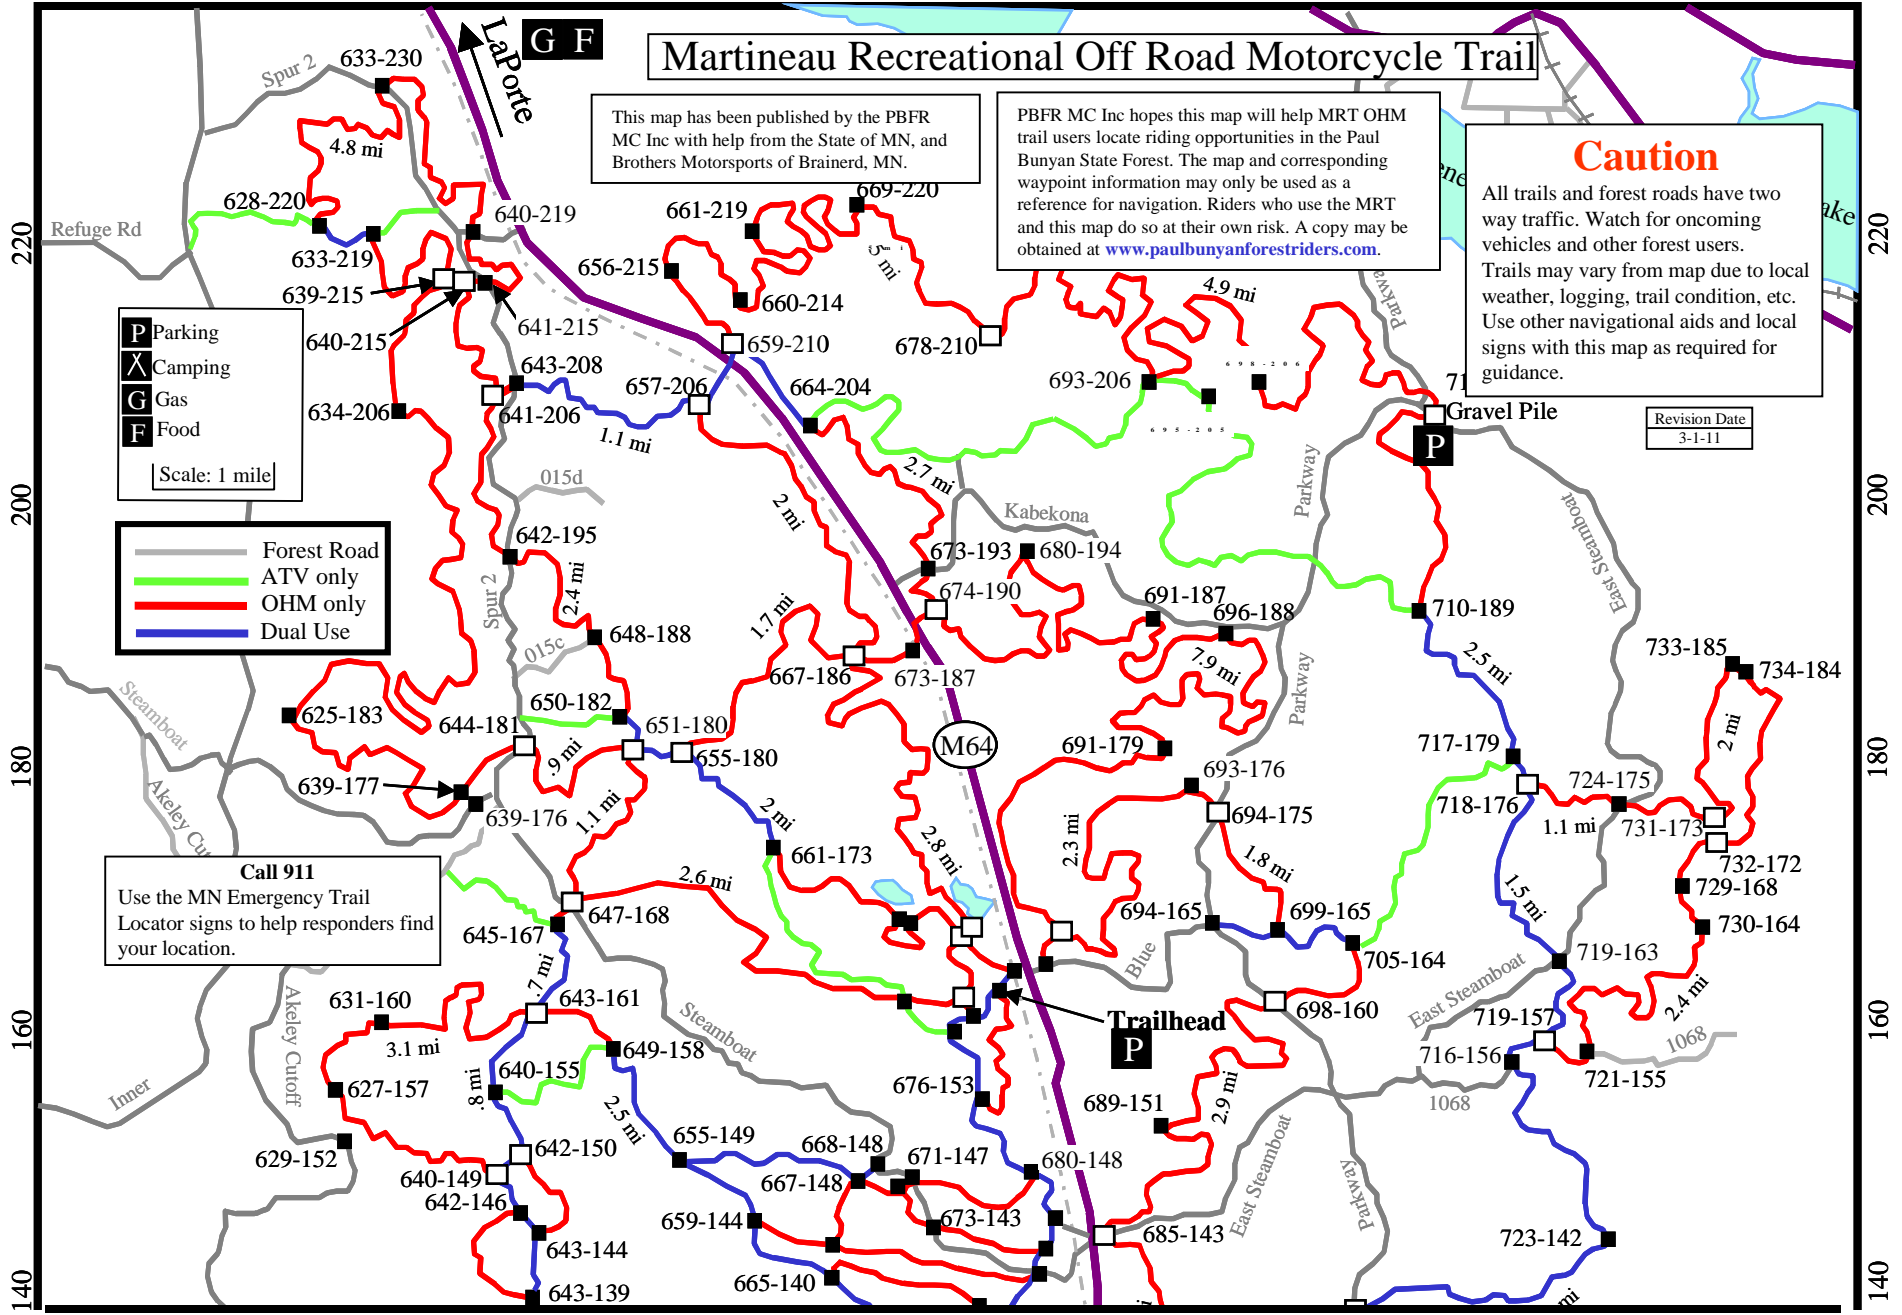 LaPorte
G F
Martineau Recreational Off Road Motorcycle Trail
This map has been published by the PBFR
MC Inc with help from the State of MN, and
Brothers Motorsports of Brainerd, MN.
PBFR MC Inc hopes this map will help MRT OHM
trail users locate riding opportunities in the Paul
Bunyan State Forest. The map and corresponding
waypoint information may only be used as a
reference for navigation. Riders who use the MRT
and this map do so at their own risk. A copy may be
obtained at www.paulbunyanforestriders.com.
Caution
All trails and forest roads have two
way traffic. Watch for oncoming
vehicles and other forest users.
Trails may vary from map due to local
weather, logging, trail condition, etc.
Use other navigational aids and local
signs with this map as required for
guidance.
Revision Date
3-1-11
P Parking
Camping
G Gas
F Food
Scale: 1 mile
Forest Road
ATV only
OHM only
Dual Use
Call 911
Use the MN Emergency Trail
Locator signs to help responders find
your location.
220
200
180
160
140
220
200
180
160
140
Spur 2
633-230
4.8 mi
628-220
Refuge Rd
633-219
640-219
639-215
640-215
641-215
643-208
634-206
641-206
1.1 mi
657-206
656-215
661-219
669-220
660-214
659-210
664-204
.5 mi
678-210
4.9 mi
693-206
698-206
695-205
71
Gravel Pile
P
Parkway
Parkway
Parkway
Parkway
ene
ake
015d
642-195
Spur 2
2.4 mi
015c
648-188
2 mi
2.7 mi
Kabekona
673-193
680-194
674-190
691-187
696-188
710-189
East Steamboat
1.7 mi
667-186
673-187
7.9 mi
2.5 mi
733-185
734-184
625-183
644-181
650-182
651-180
655-180
.9 mi
M64
691-179
717-179
2 mi
Steamboat
Akeley Cut
639-177
639-176
1.1 mi
2 mi
661-173
693-176
694-175
718-176
724-175
1.1 mi
731-173
732-172
2.3 mi
2.8 mi
1.8 mi
2.6 mi
647-168
645-167
729-168
730-164
694-165
699-165
705-164
1.5 mi
719-163
Blue
.7 mi
631-160
643-161
3.1 mi
Akeley Cutoff
Steamboat
Trailhead
P
698-160
East Steamboat
719-157
2.4 mi
1068
627-157
640-155
649-158
.8 mi
2.5 mi
676-153
689-151
2.9 mi
716-156
721-155
1068
Inner
629-152
642-150
640-149
642-146
655-149
668-148
671-147
667-148
680-148
643-144
659-144
673-143
685-143
East Steamboat
723-142
643-139
665-140
mi